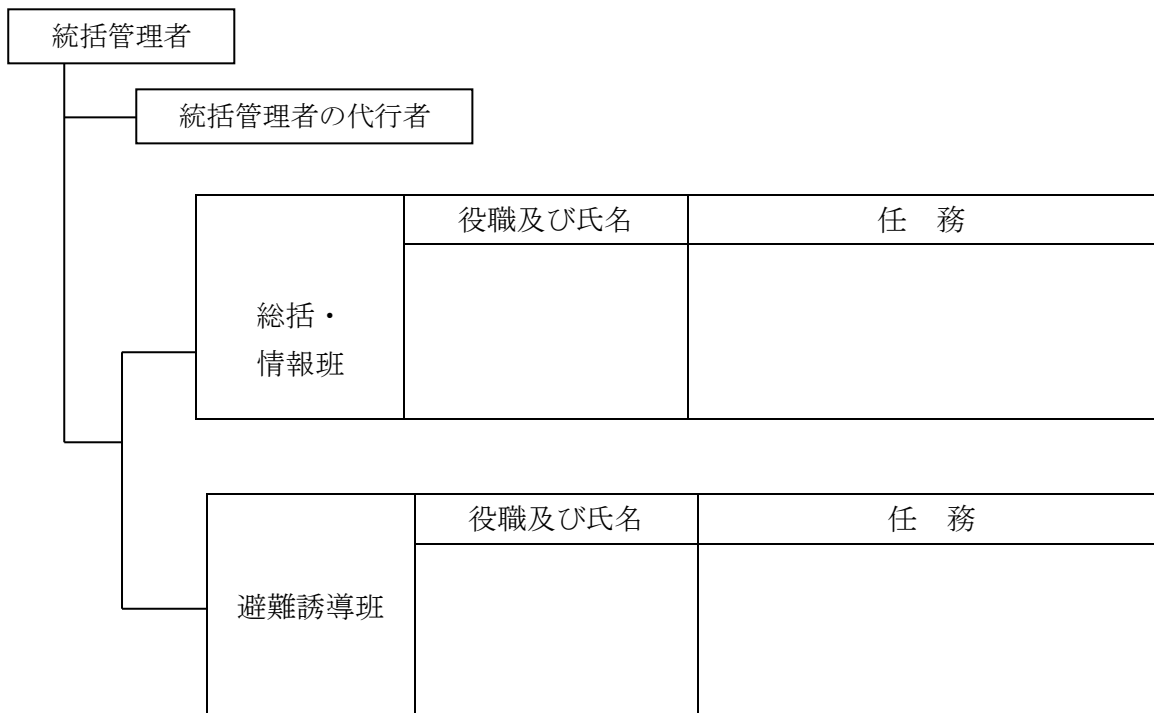 統括管理者
統括管理者の代行者
役職及び氏名
任　務
総括・
情報班
役職及び氏名
任　務
避難誘導班